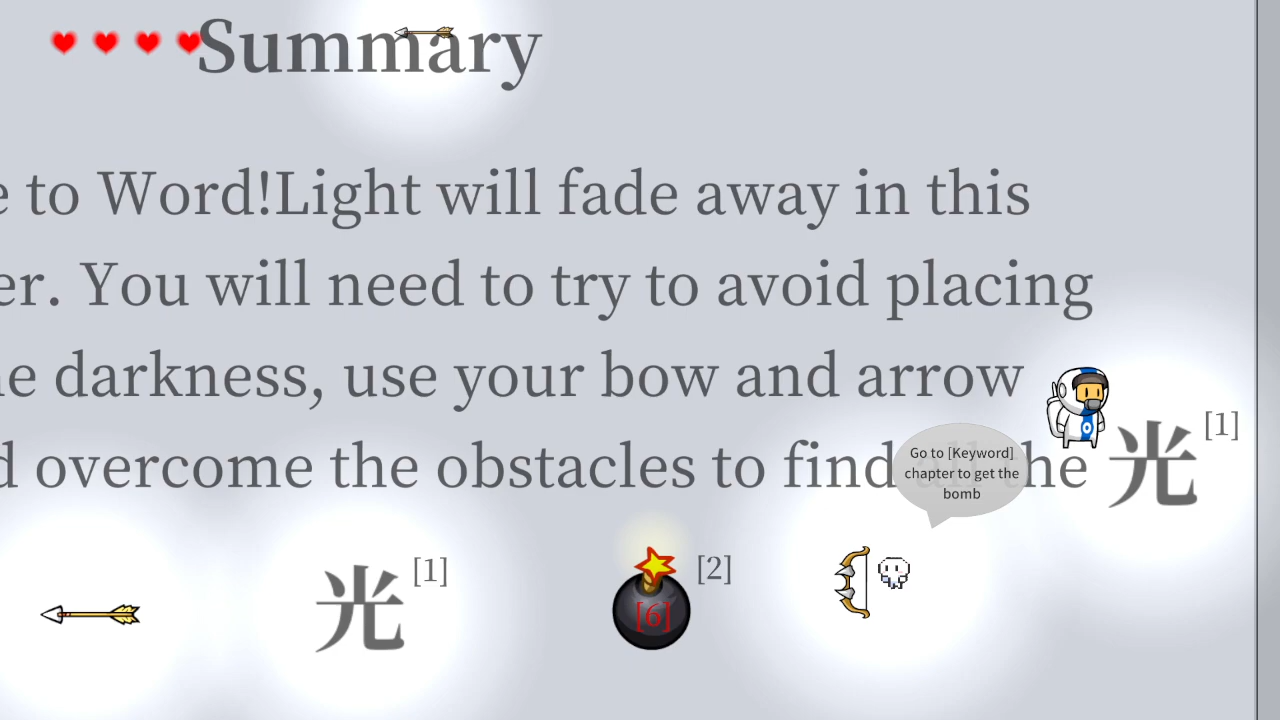 Summary
e to Word!Light will fade away in this
er. You will need to try to avoid placing
e darkness, use your bow and arrow
光 [1]
d overcome the obstacles to find all the
Go to [Keyword]
chapter to get the
bomb
光 [1]
[6] [2]